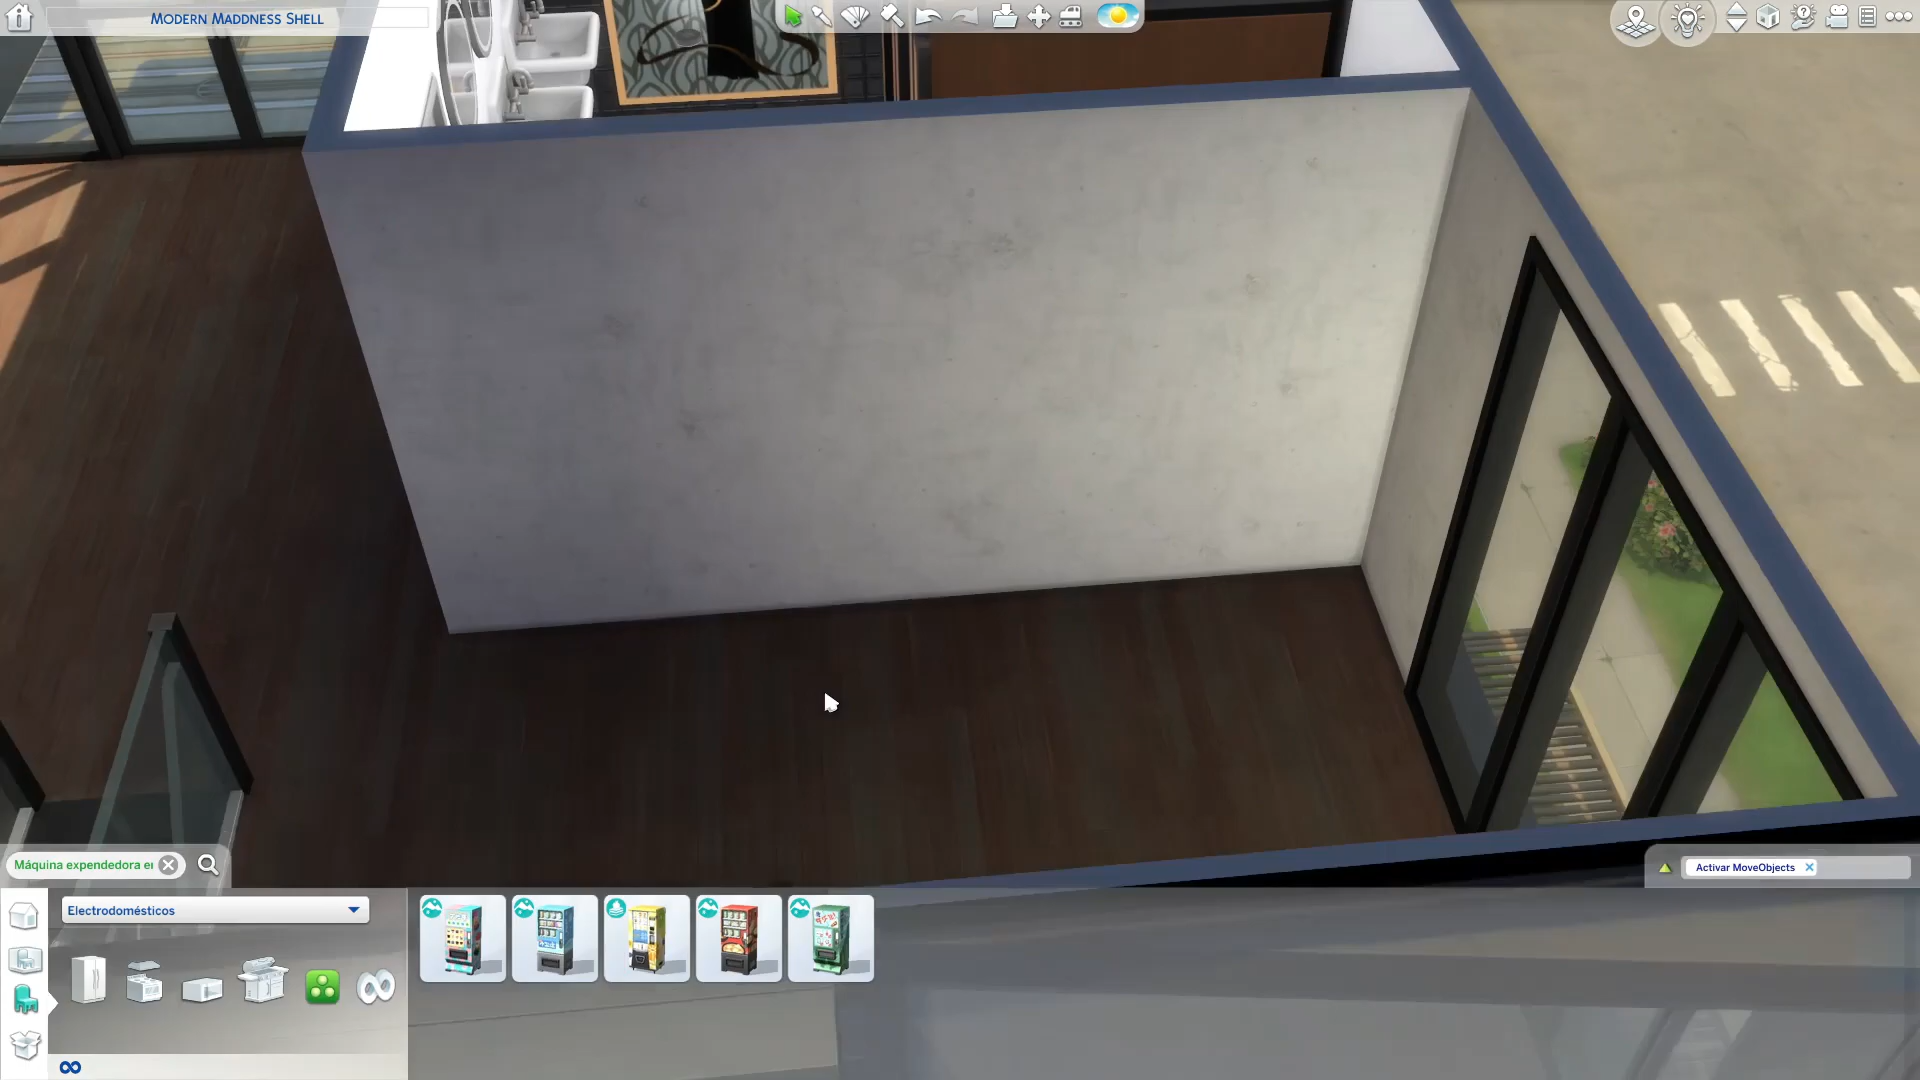 MODERN MADDNESS SHELL
Máquina expendedora
Activar MoveObjects
Electrodomésticos